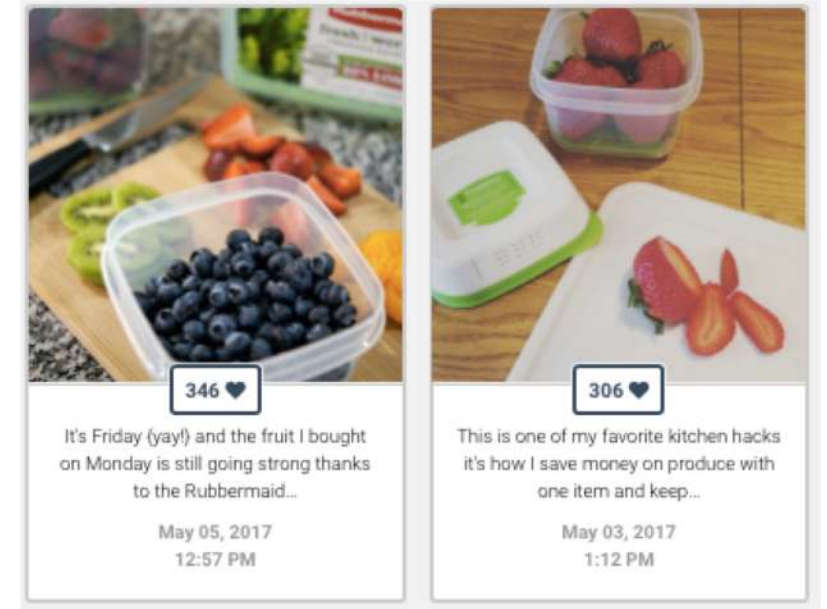 Rubbermaid
346
It's Friday (yay!) and the fruit I bought
on Monday is still going strong thanks
to the Rubbermaid...
May 05, 2017
12:57 PM
306
This is one of my favorite kitchen hacks
it's how I save money on produce with
one item and keep...
May 03, 2017
1:12 PM